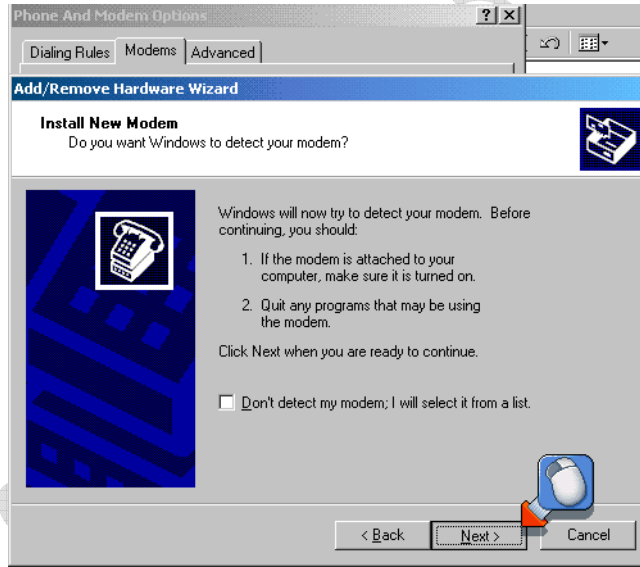 Phone And Modem Options
Dialing Rules Modems Advanced
Add/Remove Hardware Wizard
Install New Modem
Do you want Windows to detect your modem?
Windows will now try to detect your modem. Before
continuing, you should:
1. If the modem is attached to your
computer, make sure it is turned on.
2. Quit any programs that may be using
the modem.
Click Next when you are ready to continue.
Don't detect my modem; I will select it from a list.
< Back Next > Cancel